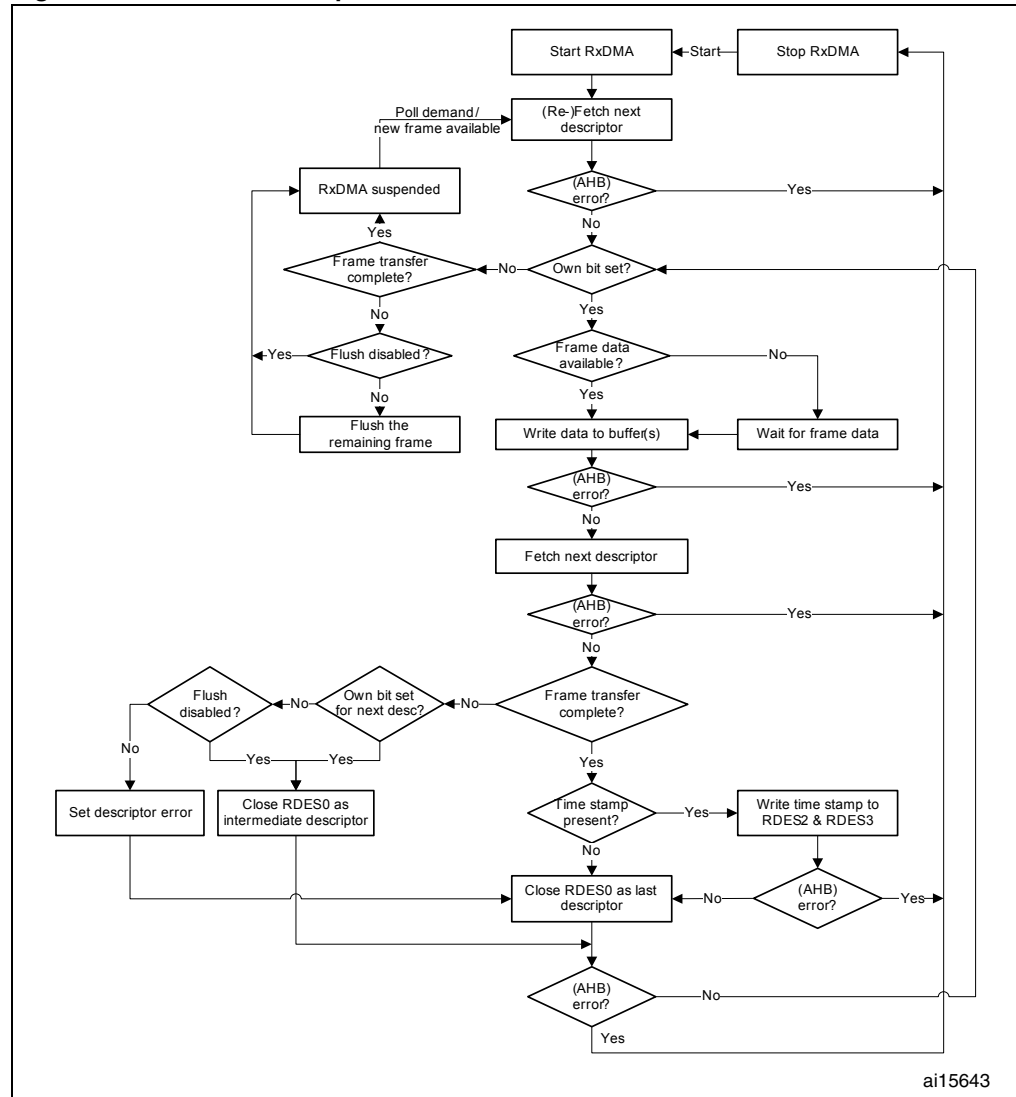 Start RxDMA
Start
Stop RxDMA
Poll demand /
new frame available
(Re-)Fetch next
descriptor
RxDMA suspended
(AHB)
error?
Yes
No
Yes
Frame transfer
complete?
No
Own bit set?
No
Yes
Yes
Flush disabled ?
Frame data
available ?
No
No
Yes
Flush the
remaining frame
Write data to buffer(s)
Wait for frame data
(AHB)
error?
Yes
No
Fetch next descriptor
(AHB)
error?
Yes
No
Flush
disabled ?
No
Own bit set
for next desc?
No
Frame transfer
complete?
No
Yes
Yes
Yes
Set descriptor error
Close RDES0 as
intermediate descriptor
Time stamp
present?
Yes
Write time stamp to
RDES2 & RDES3
No
Close RDES0 as last
descriptor
No
(AHB)
error?
Yes
(AHB)
error?
No
Yes
ai15643